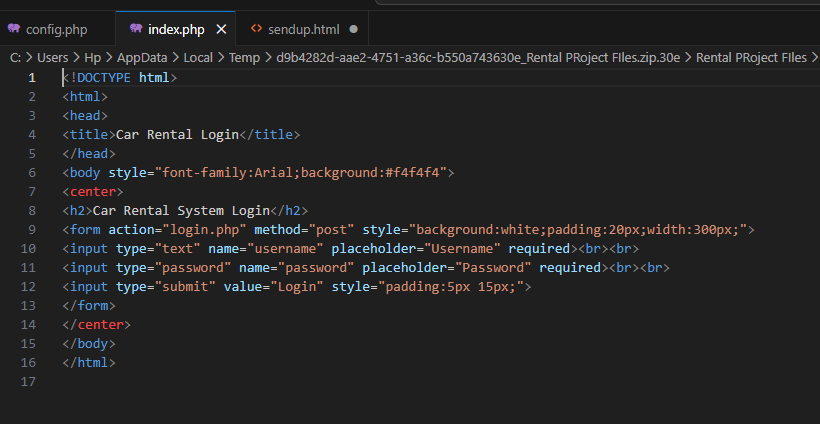 config.php index.php sendup.html
C: > Users > Hp > AppData > Local > Temp > d9b4282d-aae2-4751-a36c-b550a743630e_Rental PRoject FIles.zip.30e > Rental PRoject FIles >
1 <!DOCTYPE html>
2 <html>
3 <head>
4 <title>Car Rental Login</title>
5 </head>
6 <body style="font-family:Arial;background:#f4f4f4">
7 <center>
8 <h2>Car Rental System Login</h2>
9 <form action="login.php" method="post" style="background:white;padding:20px;width:300px;">
10 <input type="text" name="username" placeholder="Username" required><br><br>
11 <input type="password" name="password" placeholder="Password" required><br><br>
12 <input type="submit" value="Login" style="padding:5px 15px;">
13 </form>
14 </center>
15 </body>
16 </html>
17